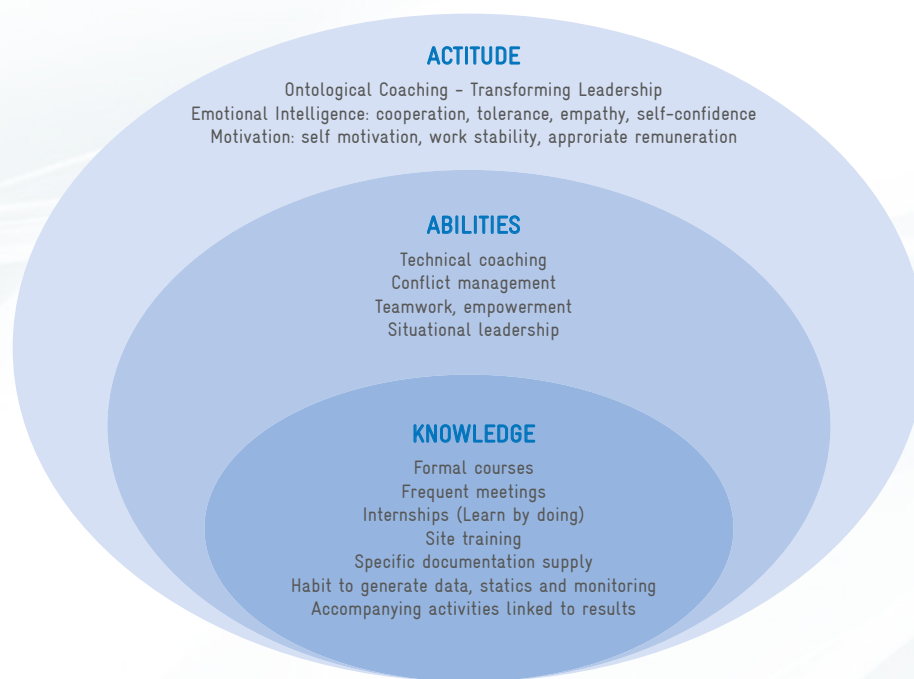 ACTITUDE
Ontological Coaching - Transforming Leadership
Emotional Intelligence: cooperation, tolerance, empathy, self-confidence
Motivation: self motivation, work stability, approriate remuneration
ABILITIES
Technical coaching
Conflict management
Teamwork, empowerment
Situational leadership
KNOWLEDGE
Formal courses
Frequent meetings
Internships (Learn by doing)
Site training
Specific documentation supply
Habit to generate data, statics and monitoring
Accompanying activities linked to results